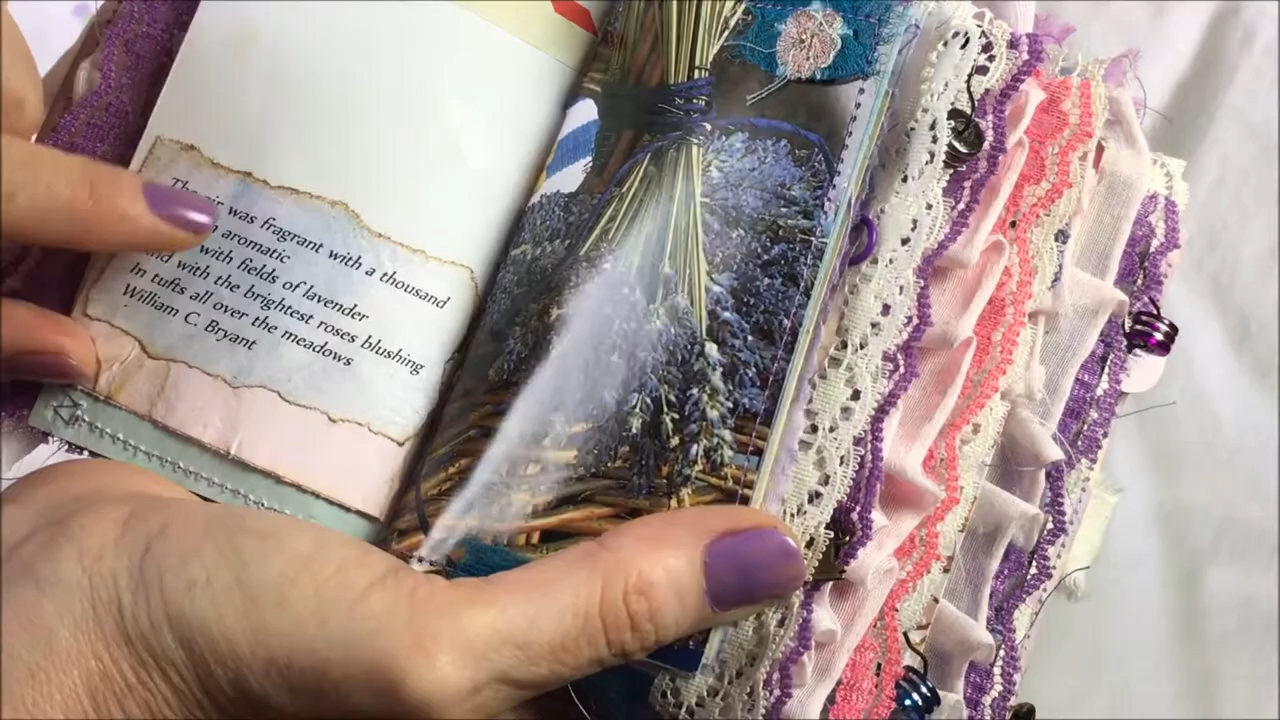 was fragrant with a thousand
aromatic
with fields of lavender
with the brightest roses blushing
In tufts all over the meadows
William C. Bryant